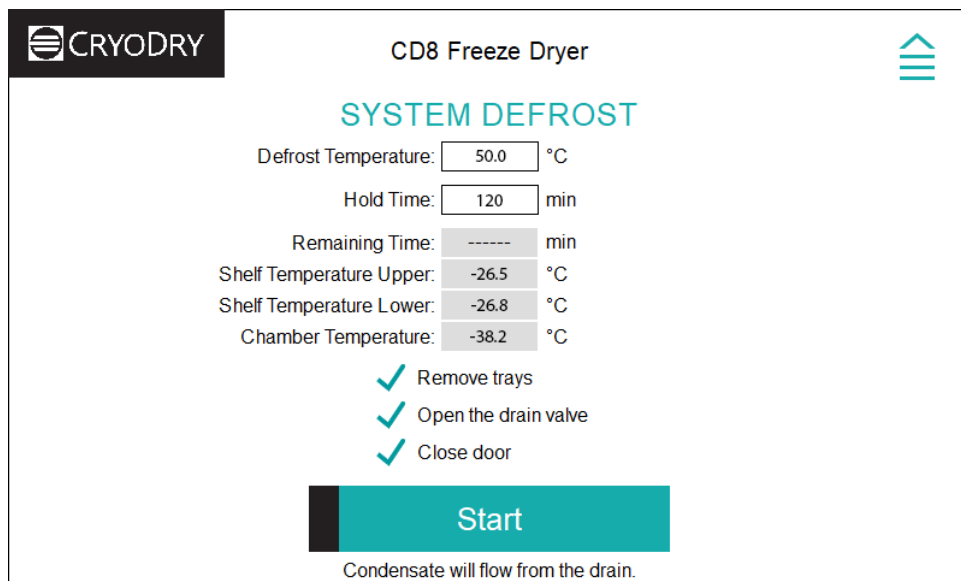 CRYODRY
CD8 Freeze Dryer
SYSTEM DEFROST
Defrost Temperature: 50.0 °C
Hold Time: 120 min
Remaining Time: ------ min
Shelf Temperature Upper: -26.5 °C
Shelf Temperature Lower: -26.8 °C
Chamber Temperature: -38.2 °C
Remove trays
Open the drain valve
Close door
Start
Condensate will flow from the drain.